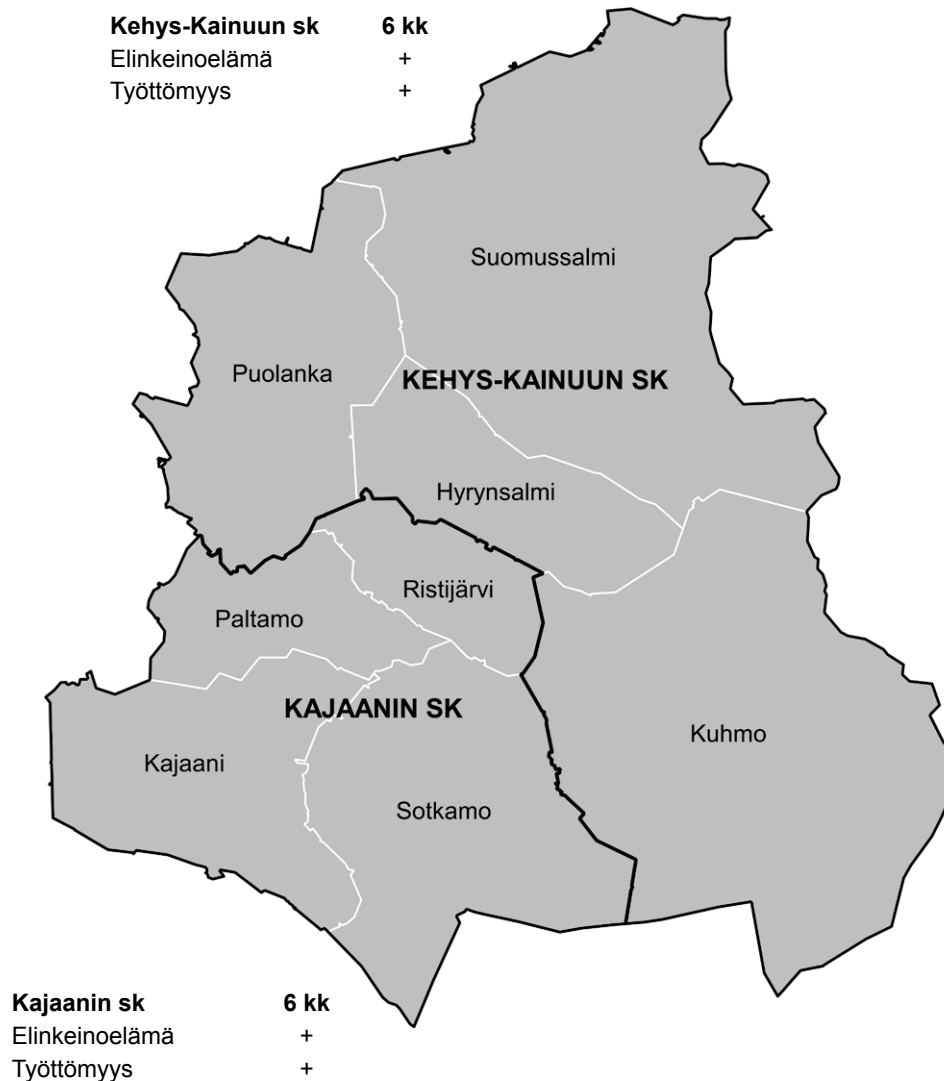 Kehys-Kainuun sk 6 kk
Elinkeinoelämä +
Työttömyys +
Suomussalmi
Puolanka
KEHYS-KAINUUN SK
Hyrynsalmi
Ristijärvi
Paltamo
KAJAANIN SK
Kuhmo
Kajaani
Sotkamo
Kajaanin sk 6 kk
Elinkeinoelämä +
Työttömyys +